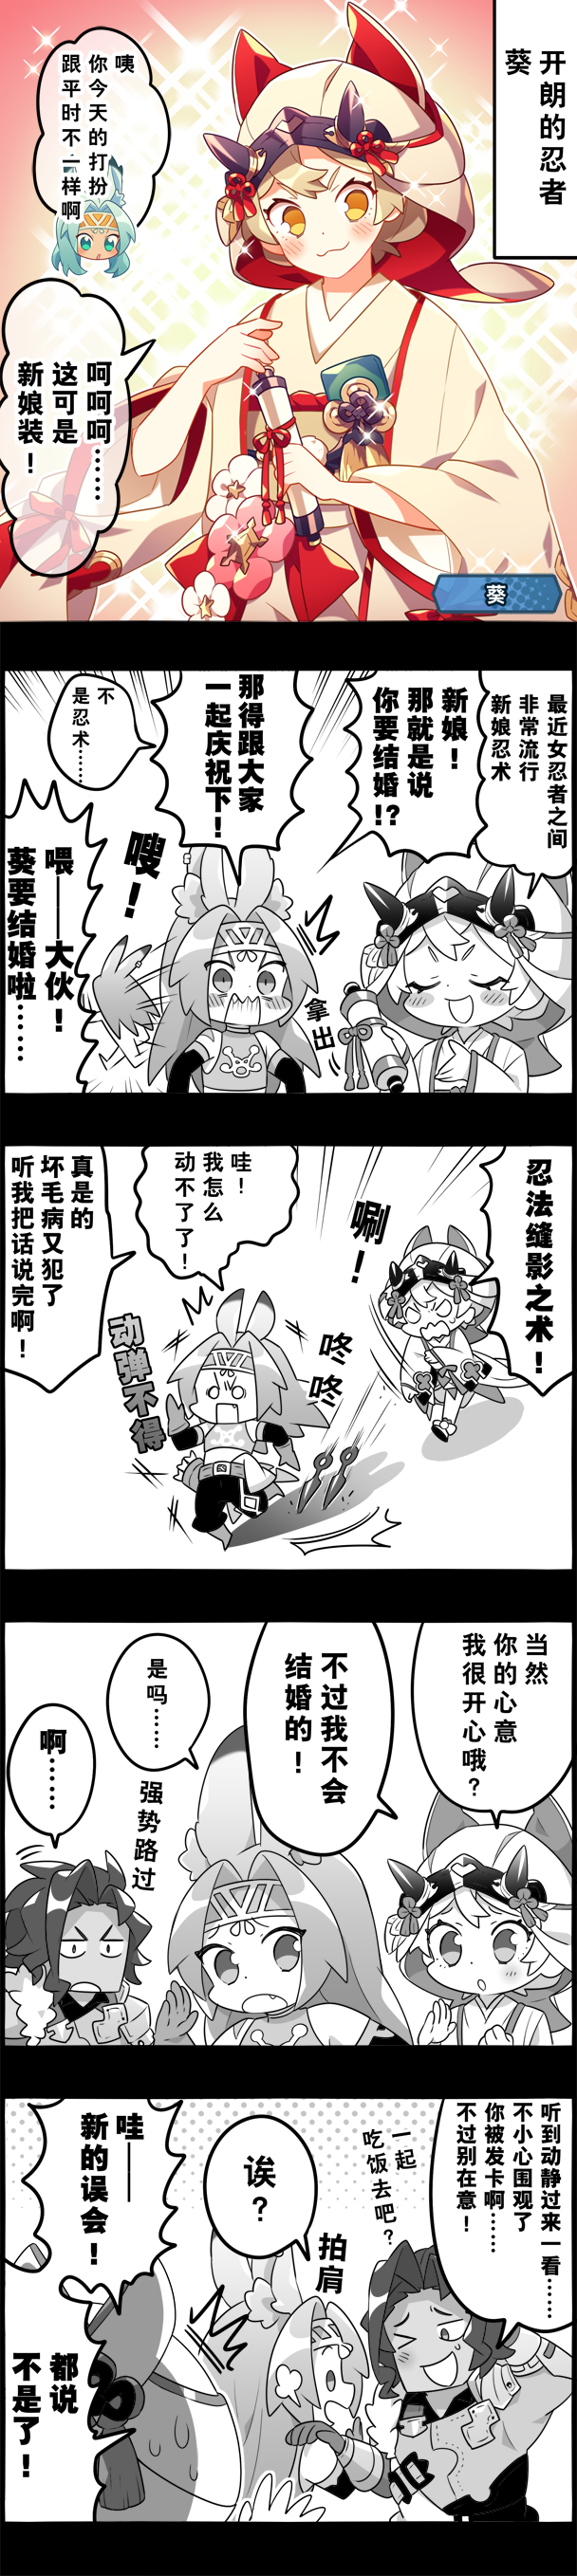 开朗的忍者
葵
咦
你今天的打扮
跟平时不一样啊
呵呵呵……
这可是
新娘装！
葵
最近女忍者之间
非常流行
新娘忍术
新娘！
那就是说
你要结婚!?
那得跟大家
一起庆祝下！
不
是忍术……
拿出
嗖！
喂——大伙！
葵要结婚啦……
忍法缝影之术！
唰！
咚咚
哇！
我怎么
动不了了！
动弹不得
真是的
坏毛病又犯了
听我把话说完啊！
当然
你的心意
我很开心哦？
不过我不会
结婚的！
是吗……
强势路过
啊……
听到动静过来一看……
不小心围观了
你被发卡啊……
不过别在意！
一起
吃饭去吧？
拍肩
诶？
哇——
新的误会！
都说
不是了！